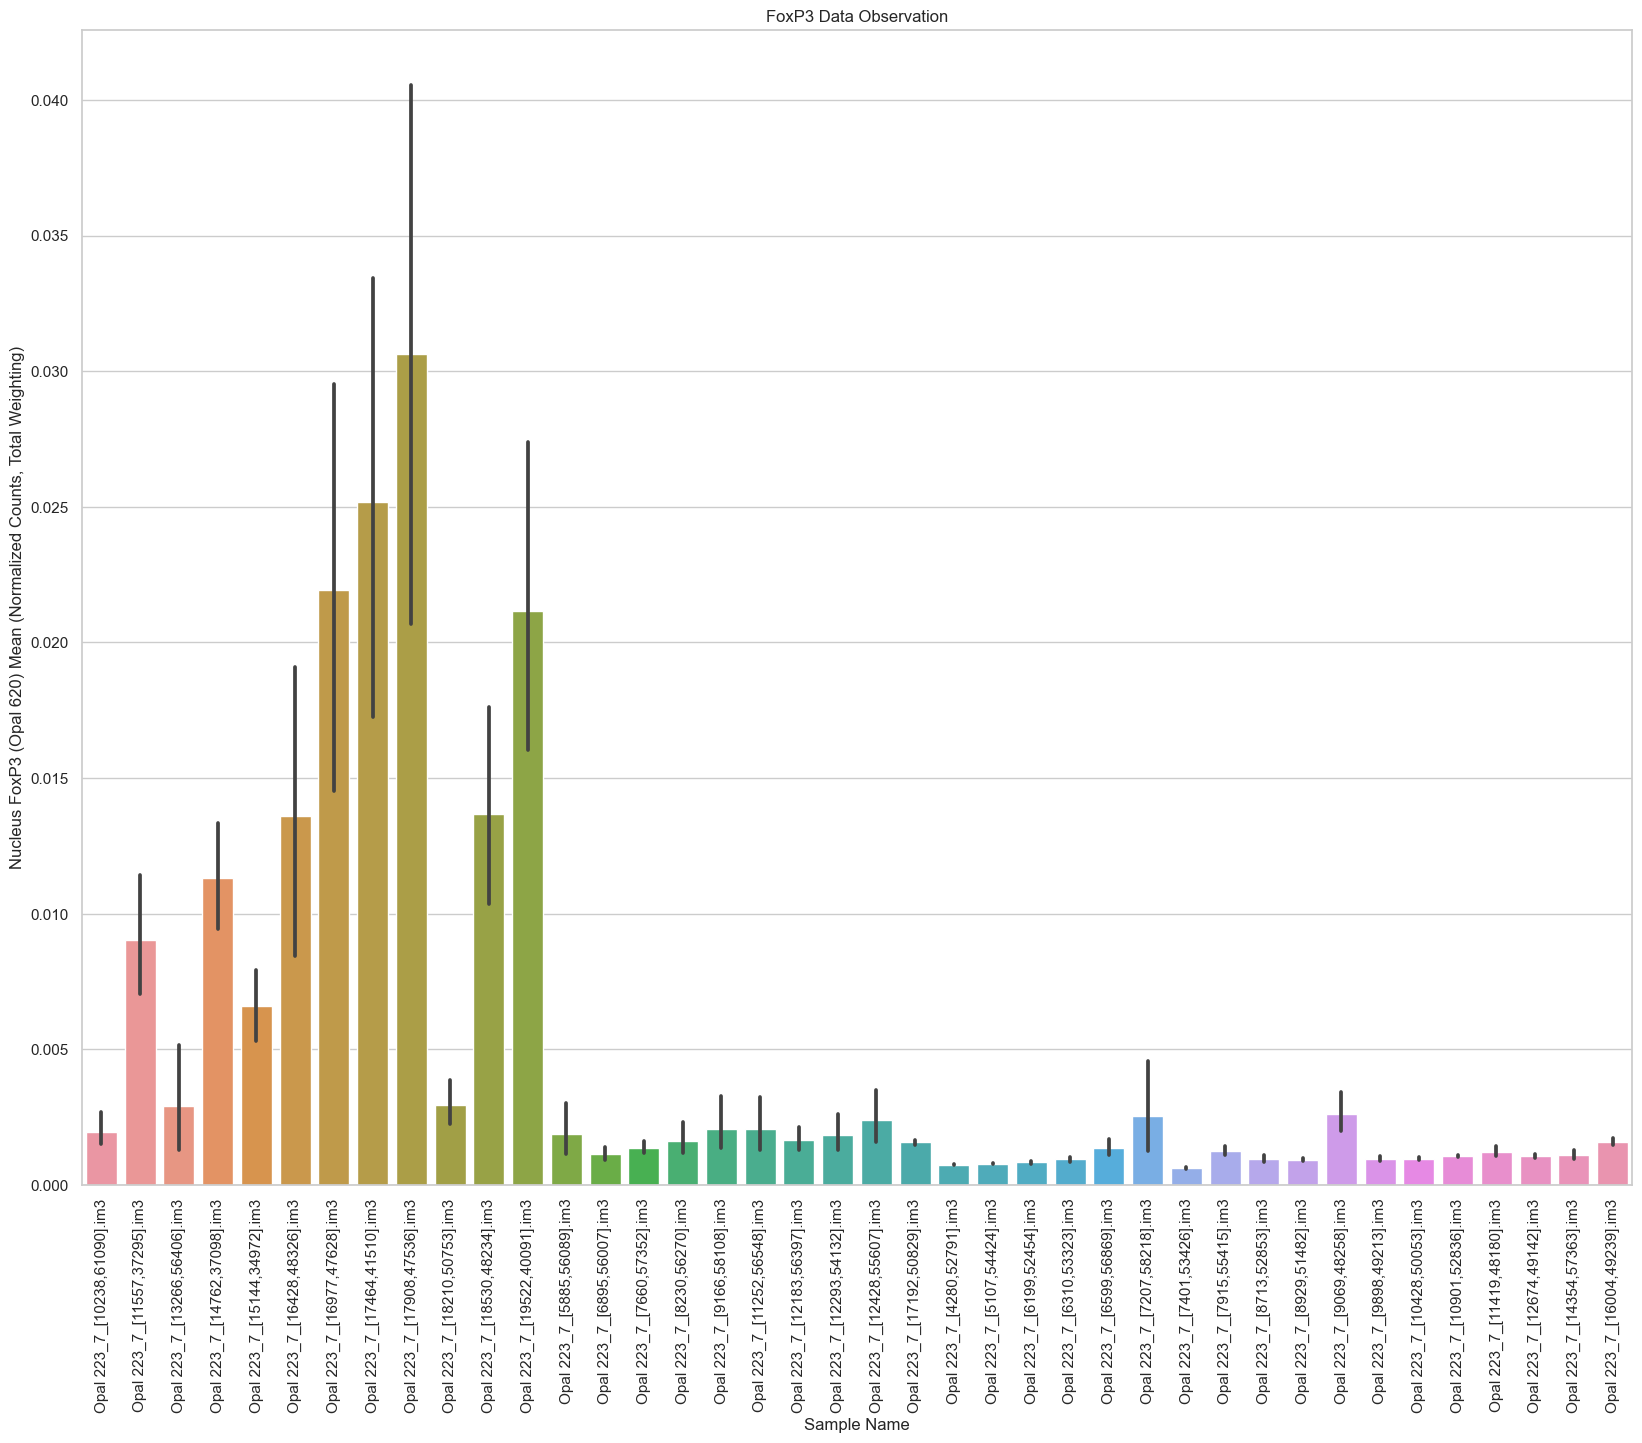 FoxP3 Data Observation
Nucleus FoxP3 (Opal 620) Mean (Normalized Counts, Total Weighting)
0.040
0.035
0.030
0.025
0.020
0.015
0.010
0.005
0.000
Opal 223_7_[10238,61090].im3
Opal 223_7_[11557,37295].im3
Opal 223_7_[13266,56406].im3
Opal 223_7_[14762,37098].im3
Opal 223_7_[15144,34972].im3
Opal 223_7_[16428,48326].im3
Opal 223_7_[16977,47628].im3
Opal 223_7_[17464,41510].im3
Opal 223_7_[17908,47536].im3
Opal 223_7_[18210,50753].im3
Opal 223_7_[18530,48234].im3
Opal 223_7_[19522,40091].im3
Opal 223_7_[5885,56089].im3
Opal 223_7_[6895,56007].im3
Opal 223_7_[7660,57352].im3
Opal 223_7_[8230,56270].im3
Opal 223_7_[9166,58108].im3
Opal 223_7_[11252,56548].im3
Opal 223_7_[12183,56397].im3
Opal 223_7_[12293,54132].im3
Opal 223_7_[12428,55607].im3
Opal 223_7_[17192,50829].im3
Opal 223_7_[4280,52791].im3
Opal 223_7_[5107,54424].im3
Opal 223_7_[6199,52454].im3
Opal 223_7_[6310,53323].im3
Opal 223_7_[6599,56869].im3
Opal 223_7_[7207,58218].im3
Opal 223_7_[7401,53426].im3
Opal 223_7_[7915,55415].im3
Opal 223_7_[8713,52853].im3
Opal 223_7_[8929,51482].im3
Opal 223_7_[9069,48258].im3
Opal 223_7_[9898,49213].im3
Opal 223_7_[10428,50053].im3
Opal 223_7_[10901,52836].im3
Opal 223_7_[11419,48180].im3
Opal 223_7_[12674,49142].im3
Opal 223_7_[14354,57363].im3
Opal 223_7_[16004,49239].im3
Sample Name